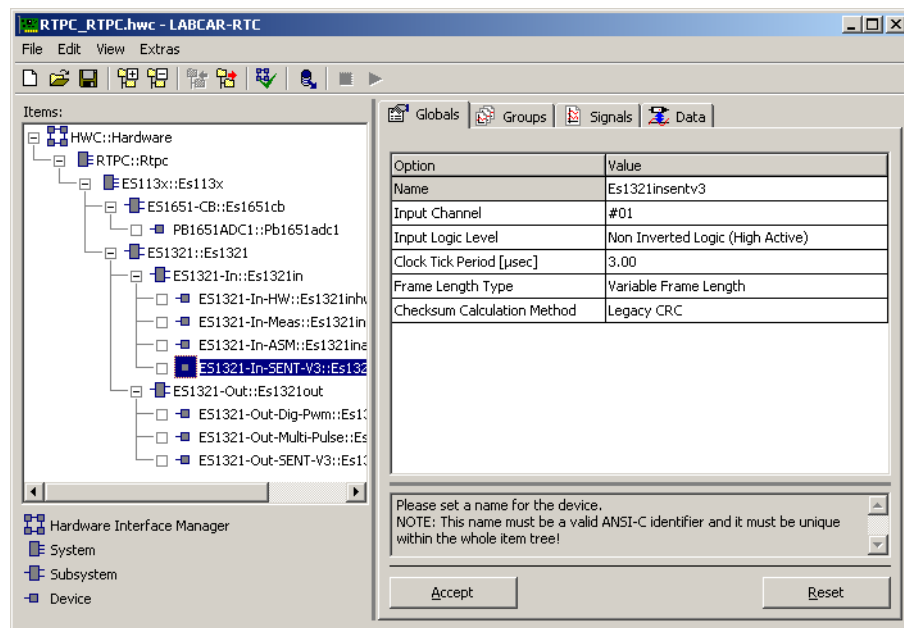 RTPC_RTPC.hwc - LABCAR-RTC
File Edit View Extras
Items:
HWC::Hardware
RTPC::Rtpc
ES113x::Es113x
ES1651-CB::Es1651cb
PB1651ADC1::Pb1651adc1
ES1321::Es1321
ES1321-In::Es1321in
ES1321-In-HW::Es1321inh
ES1321-In-Meas::Es1321in
ES1321-In-ASM::Es1321ina
ES1321-In-SENT-V3::Es132
ES1321-Out::Es1321out
ES1321-Out-Dig-Pwm::Es13
ES1321-Out-Multi-Pulse::Es
ES1321-Out-SENT-V3::Es13
Hardware Interface Manager
System
Subsystem
Device
Globals Groups Signals Data
Option Value
Name Es1321insentv3
Input Channel #01
Input Logic Level Non Inverted Logic (High Active)
Clock Tick Period [µsec] 3.00
Frame Length Type Variable Frame Length
Checksum Calculation Method Legacy CRC
Please set a name for the device.
NOTE: This name must be a valid ANSI-C identifier and it must be unique
within the whole item tree!
Accept Reset